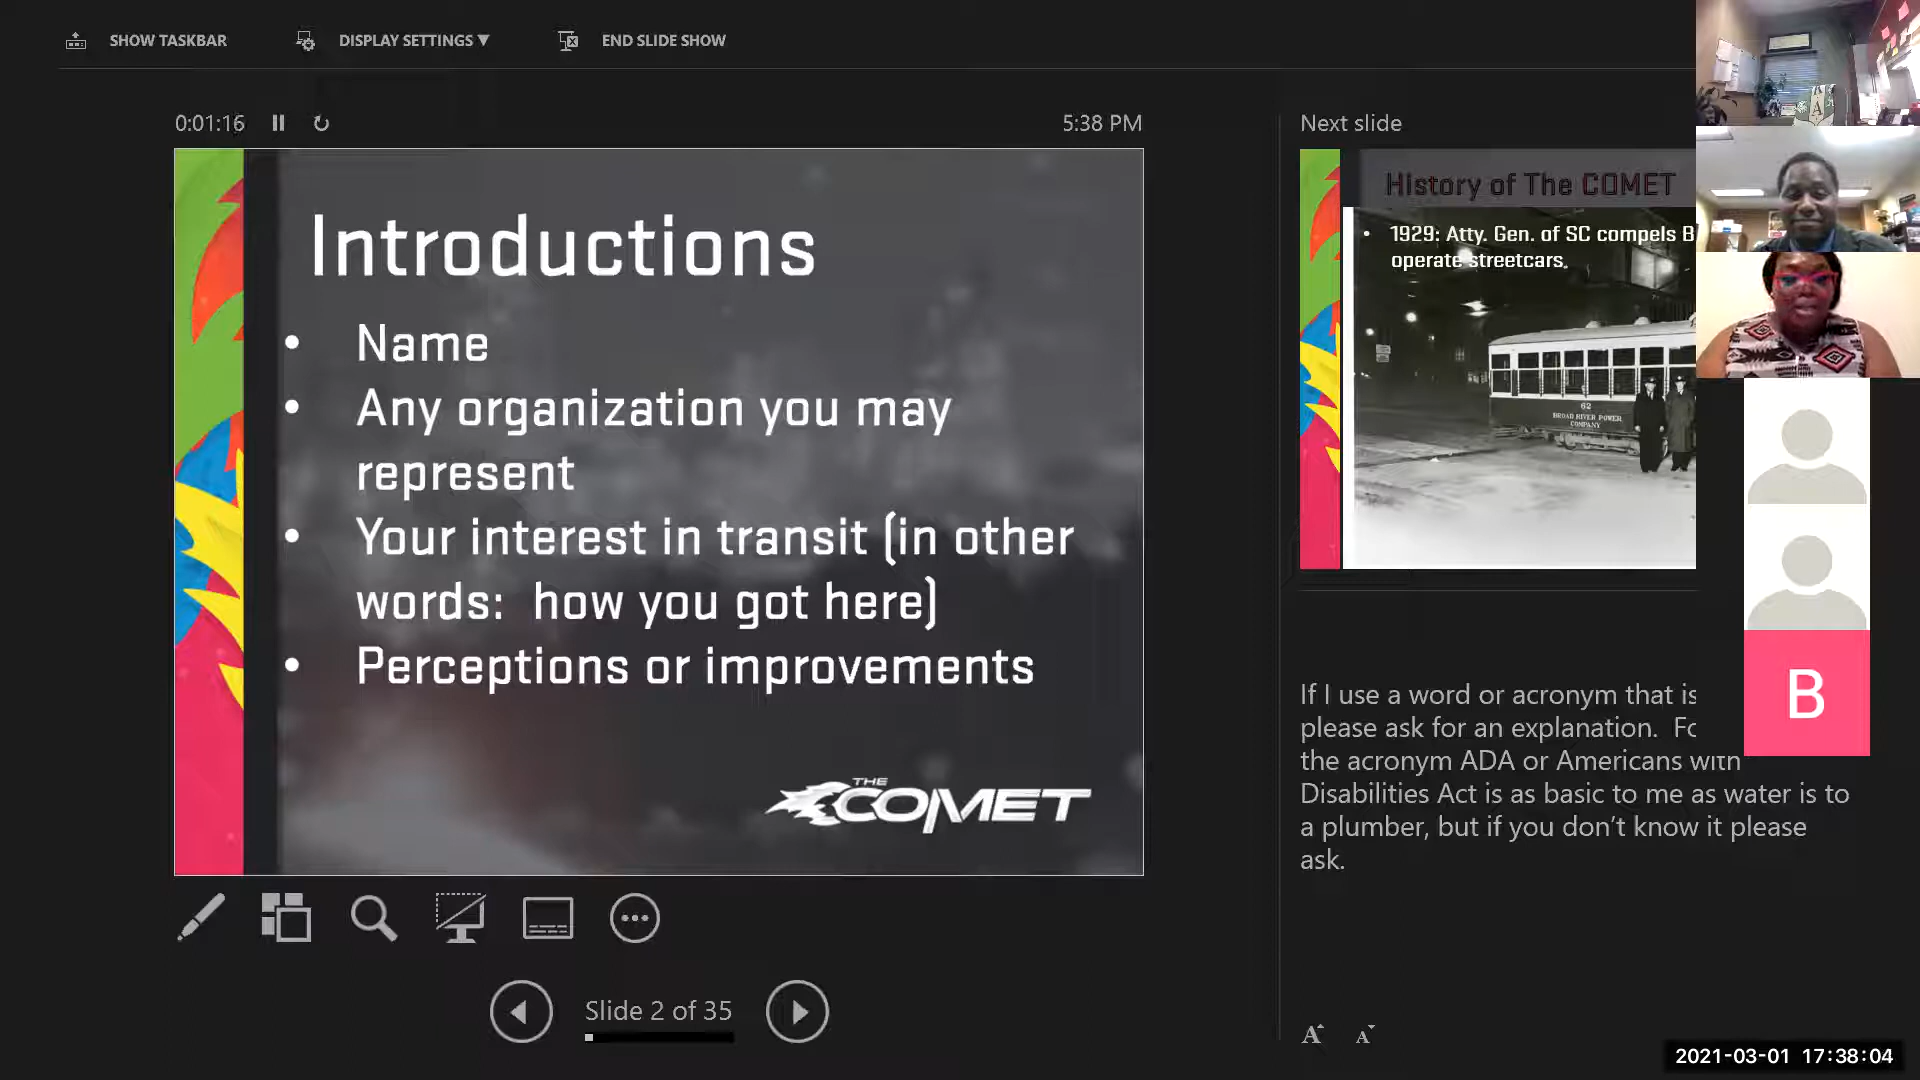 SHOW TASKBAR
DISPLAY SETTINGS ▼
END SLIDE SHOW
0:01:16
5:38 PM
Introductions
• Name
• Any organization you may
represent
• Your interest in transit (in other
words: how you got here)
• Perceptions or improvements
THE
COMET
Slide 2 of 35
Next slide
History of The COMET
• 1929: Atty. Gen. of SC compels B
operate streetcars.
62
BROAD RIVER POWER
COMPANY
If I use a word or acronym that is
please ask for an explanation.
the acronym ADA or Americans with
Disabilities Act is as basic to me as water is to
a plumber, but if you don’t know it please
ask.
A A
B
2021-03-01 17:38:04